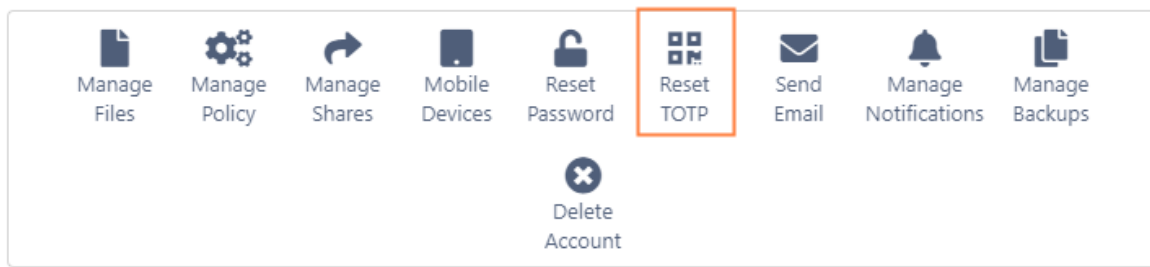 Manage Files
Manage Policy
Manage Shares
Mobile Devices
Reset Password
Reset TOTP
Send Email
Manage Notifications
Manage Backups
Delete Account